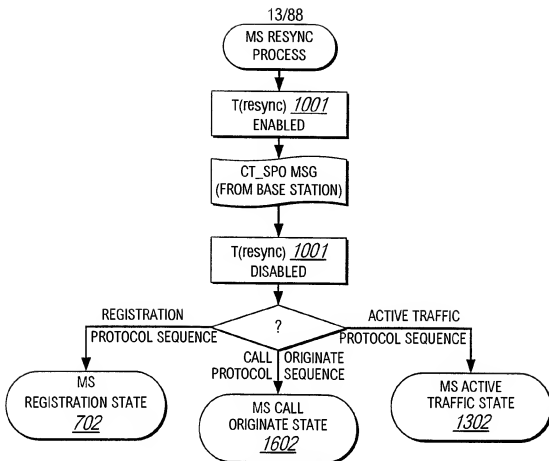 13/88
MS RESYNC
PROCESS
T(resync) 1001
ENABLED
CT_SPO MSG
(FROM BASE STATION)
T(resync) 1001
DISABLED
?
REGISTRATION
PROTOCOL SEQUENCE
CALL ORIGINATE
PROTOCOL SEQUENCE
ACTIVE TRAFFIC
PROTOCOL SEQUENCE
MS
REGISTRATION STATE
702
MS CALL
ORIGINATE STATE
1602
MS ACTIVE
TRAFFIC STATE
1302